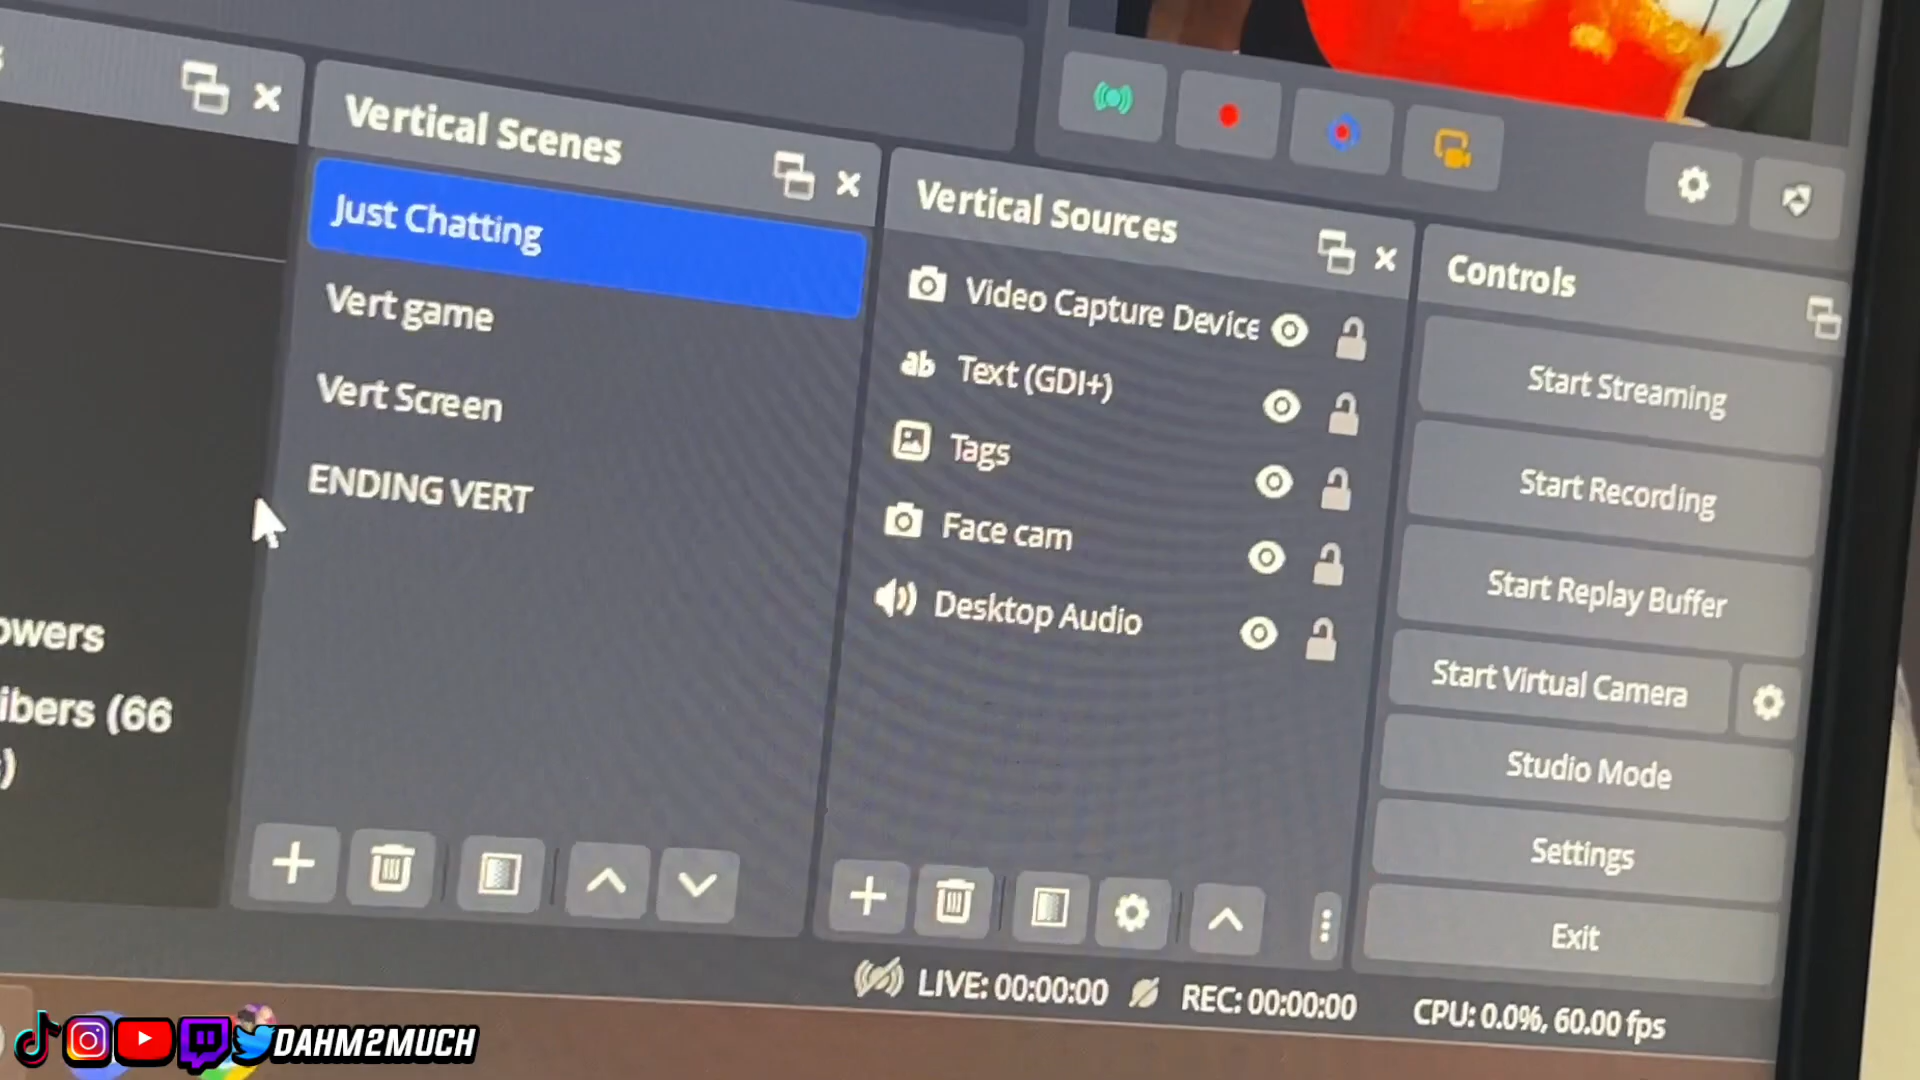 Vertical Scenes
Just Chatting
Vert game
Vert Screen
ENDING VERT
Vertical Sources
Video Capture Device
ab Text (GDI+)
Tags
Face cam
Desktop Audio
Controls
Start Streaming
Start Recording
Start Replay Buffer
Start Virtual Camera
Studio Mode
Settings
Exit
owers
ibers (66
)
LIVE: 00:00:00 REC: 00:00:00 CPU: 0.0%, 60.00 fps
DAHM2MUCH